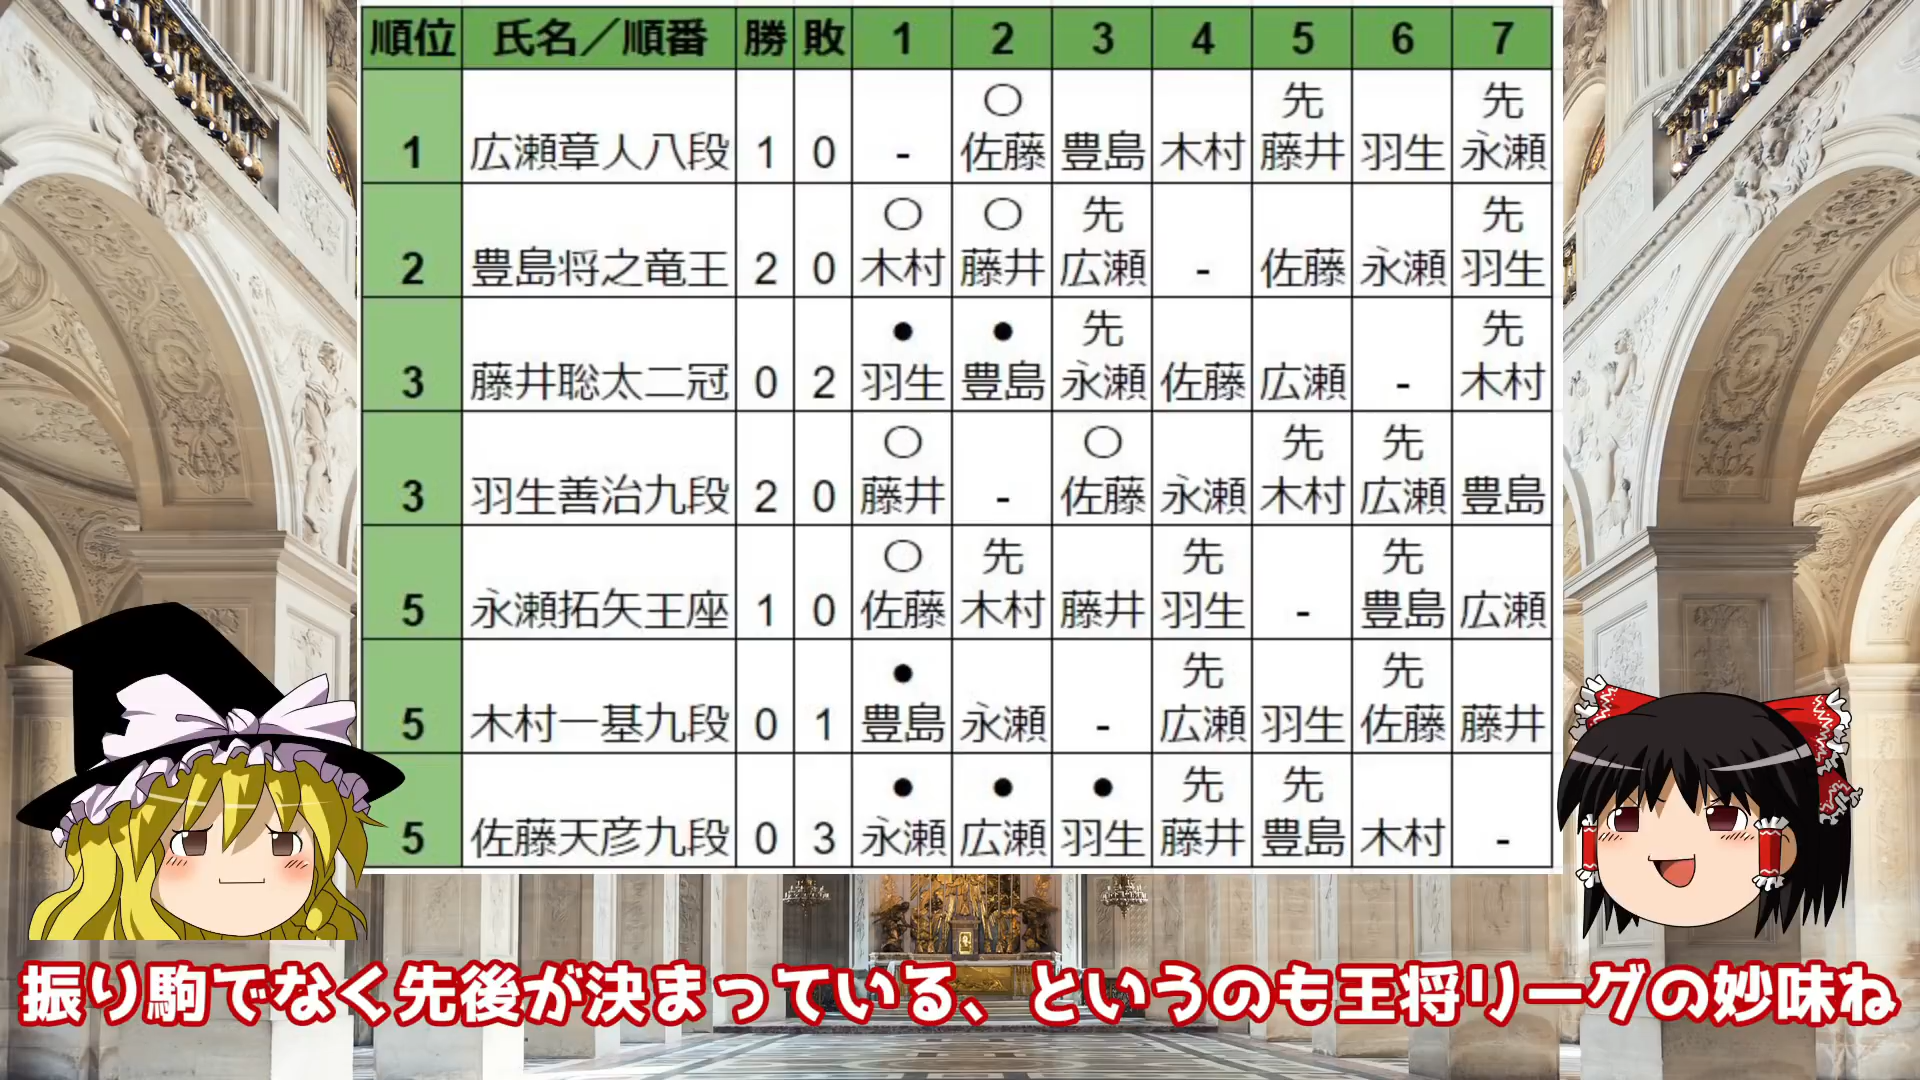 順位 氏名／順番 勝 敗 1 2 3 4 5 6 7
○ 先 先
1 広瀬章人八段 1 0 - 佐藤 豊島 木村 藤井 羽生 永瀬
○ ○ 先 先
2 豊島将之竜王 2 0 木村 藤井 広瀬 - 佐藤 永瀬 羽生
● ● 先 先
3 藤井聡太二冠 0 2 羽生 豊島 永瀬 佐藤 広瀬 - 木村
○ ○ 先 先
3 羽生善治九段 2 0 藤井 - 佐藤 永瀬 木村 広瀬 豊島
○ 先 先 先
5 永瀬拓矢王座 1 0 佐藤 木村 藤井 羽生 - 豊島 広瀬
● 先 先
5 木村一基九段 0 1 豊島 永瀬 - 広瀬 羽生 佐藤 藤井
● ● ● 先 先
5 佐藤天彦九段 0 3 永瀬 広瀬 羽生 藤井 豊島 木村 -
振り駒でなく先後が決まっている、というのも王将リーグの妙味ね